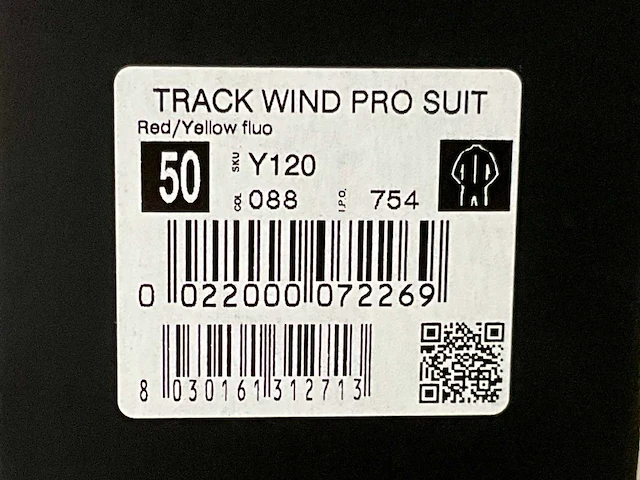 TRACK WIND PRO SUIT
Red/Yellow fluo
50 SKU Y120
COL 088 I.P.O. 754
0 022000 072269
8 030161 312713